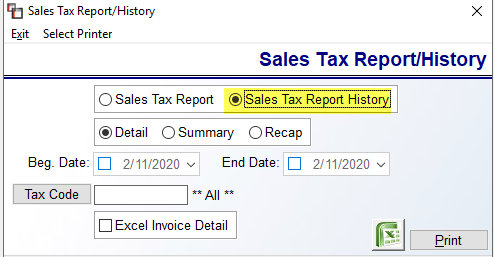 Sales Tax Report/History
Exit Select Printer
Sales Tax Report/History
Sales Tax Report Sales Tax Report History
Detail Summary Recap
Beg. Date: 2/11/2020 End Date: 2/11/2020
Tax Code ** All **
Excel Invoice Detail
Print